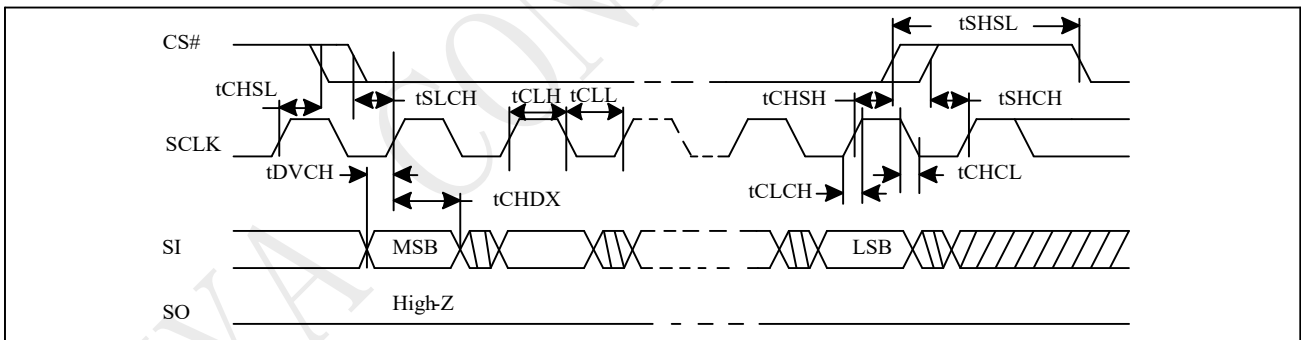 tSHSL
CS#
tCHSL
tSLCH
tCLH
tCLL
tCHSH
tSHCH
SCLK
tDVCH
tCHDX
tCLCH
tCHCL
SI
MSB
LSB
SO
High-Z